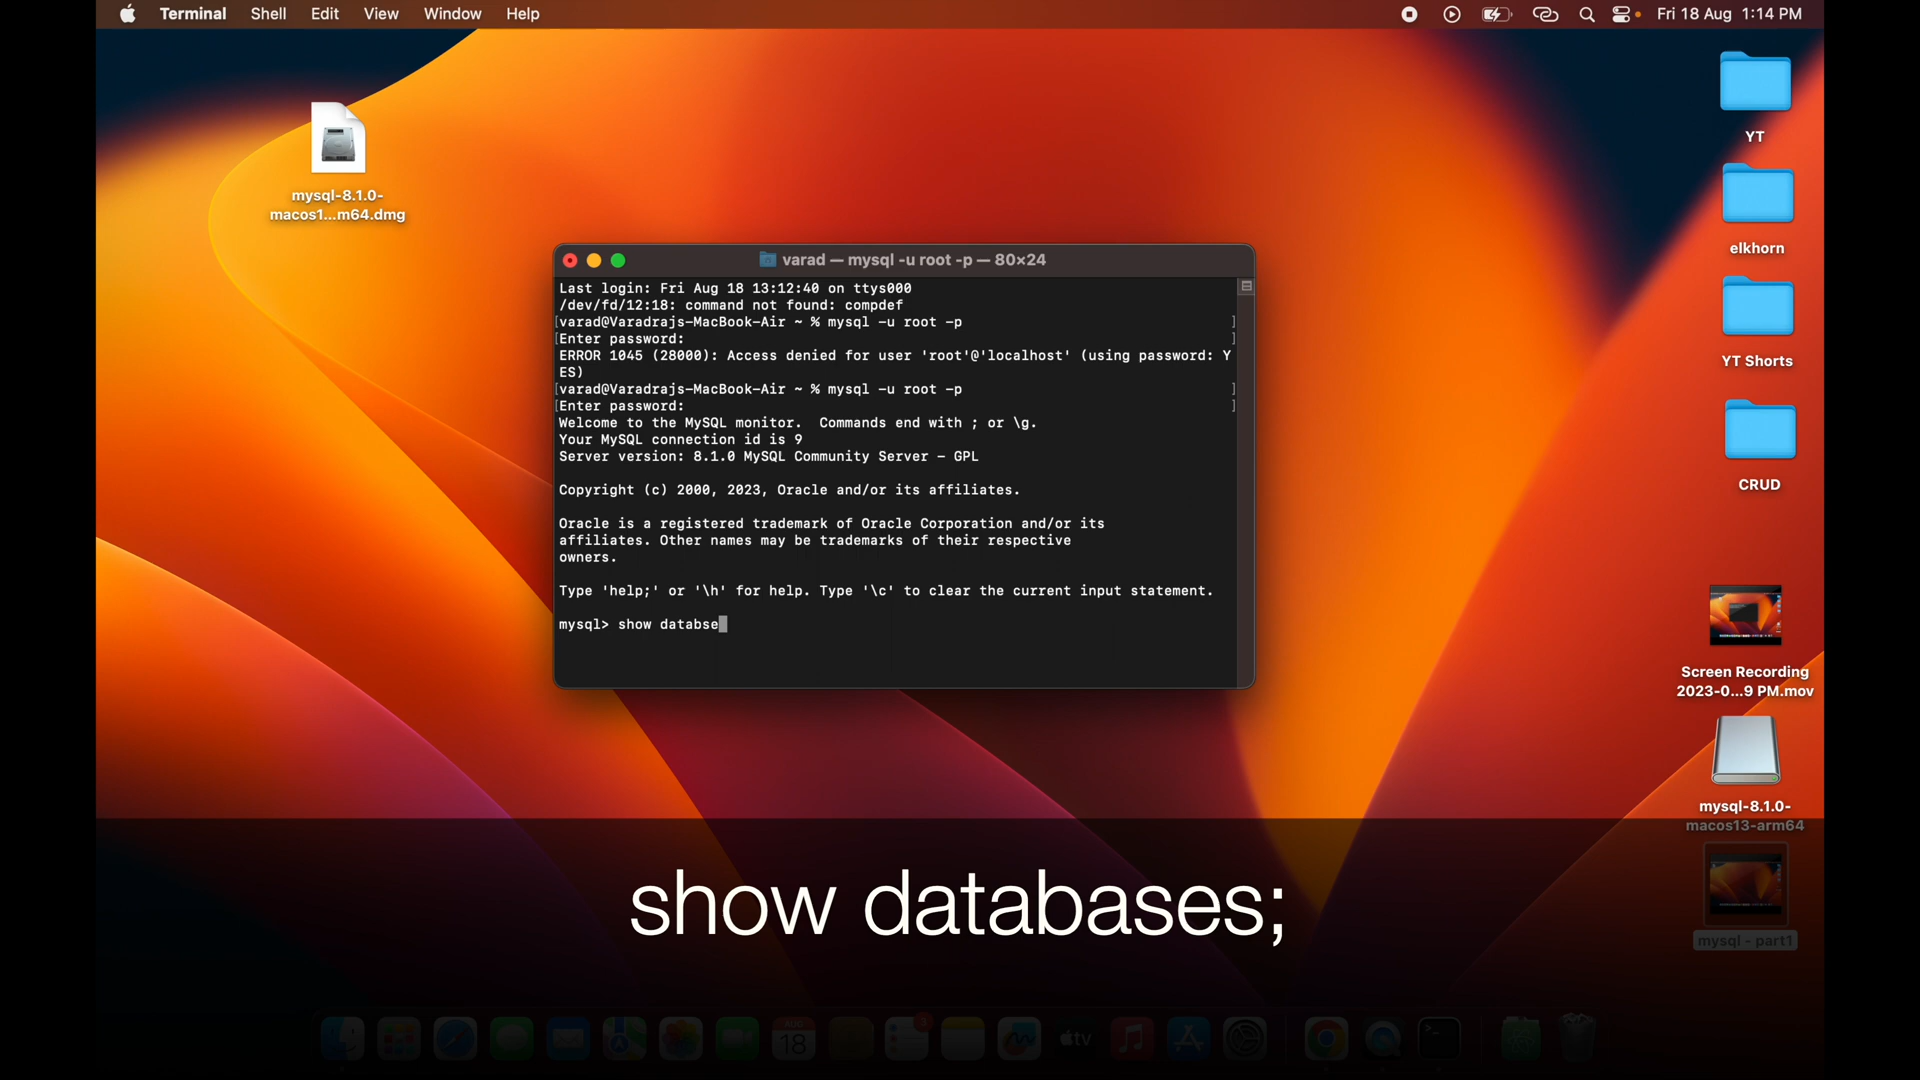 Terminal Shell Edit View Window Help
Fri 18 Aug 1:14 PM
mysql-8.1.0-
macos1...m64.dmg
YT
elkhorn
YT Shorts
CRUD
varad — mysql -u root -p — 80×24
Last login: Fri Aug 18 13:12:40 on ttys000
/dev/fd/12:18: command not found: compdef
[varad@Varadrajs-MacBook-Air ~ % mysql -u root -p ]
[Enter password: ]
ERROR 1045 (28000): Access denied for user 'root'@'localhost' (using password: Y
ES)
[varad@Varadrajs-MacBook-Air ~ % mysql -u root -p ]
[Enter password: ]
Welcome to the MySQL monitor.  Commands end with ; or \g.
Your MySQL connection id is 9
Server version: 8.1.0 MySQL Community Server - GPL
Copyright (c) 2000, 2023, Oracle and/or its affiliates.
Oracle is a registered trademark of Oracle Corporation and/or its
affiliates. Other names may be trademarks of their respective
owners.
Type 'help;' or '\h' for help. Type '\c' to clear the current input statement.
mysql> show databse
Screen Recording
2023-0...9 PM.mov
mysql-8.1.0-
macos13-arm64
mysql - part1
show databases;
AUG
18
3
tv